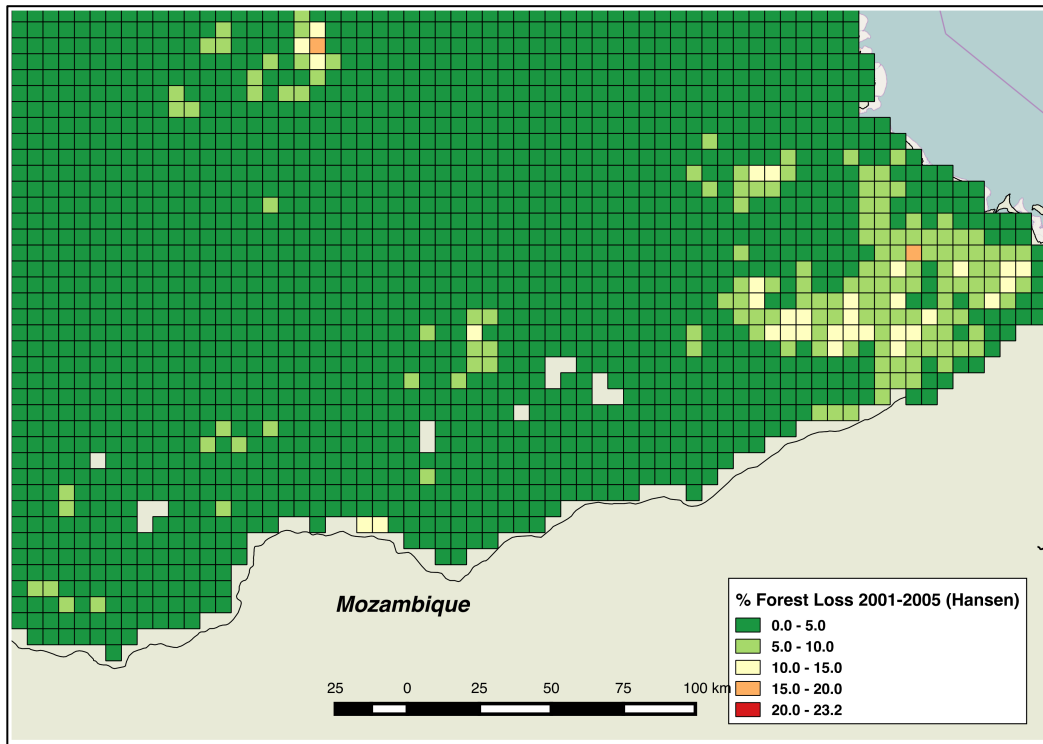 Mozambique
% Forest Loss 2001-2005 (Hansen)
0.0 - 5.0
5.0 - 10.0
10.0 - 15.0
15.0 - 20.0
20.0 - 23.2
25 0 25 50 75 100 km